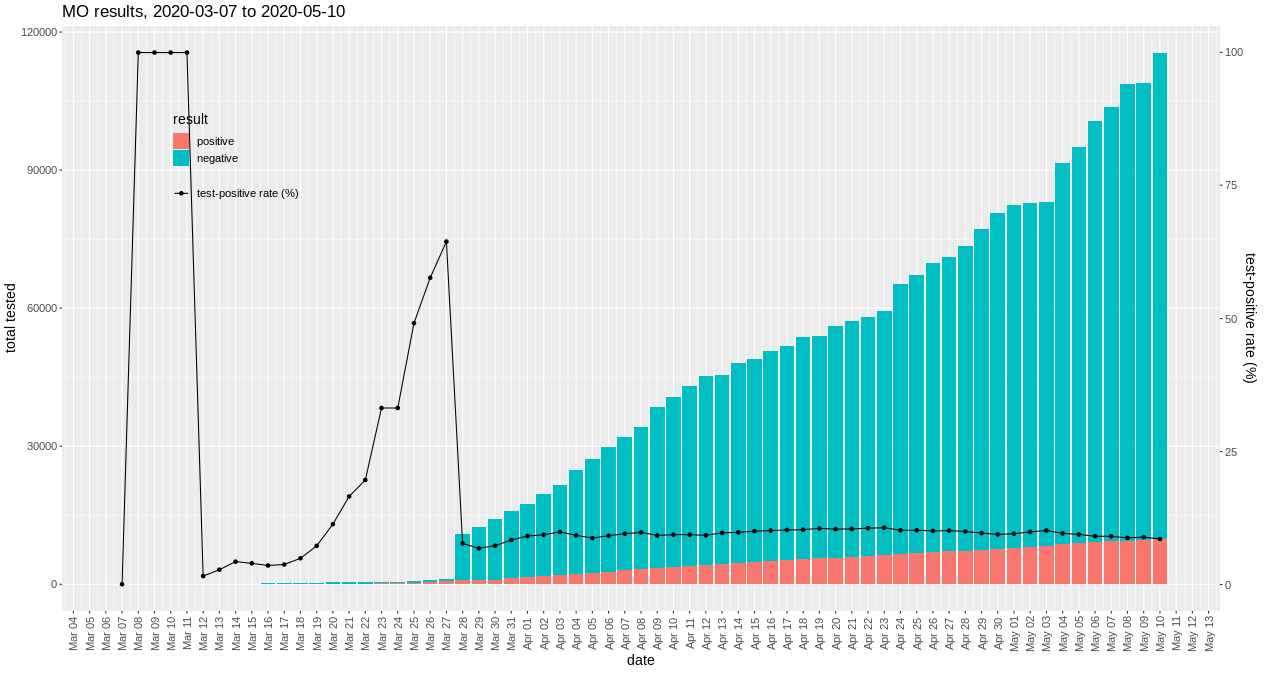 MO results, 2020-03-07 to 2020-05-10
120000
90000
60000
30000
0
total tested
result
positive
negative
test-positive rate (%)
100
75
50
25
0
test-positive rate (%)
Mar 04
Mar 05
Mar 06
Mar 07
Mar 08
Mar 09
Mar 10
Mar 11
Mar 12
Mar 13
Mar 14
Mar 15
Mar 16
Mar 17
Mar 18
Mar 19
Mar 20
Mar 21
Mar 22
Mar 23
Mar 24
Mar 25
Mar 26
Mar 27
Mar 28
Mar 29
Mar 30
Mar 31
Apr 01
Apr 02
Apr 03
Apr 04
Apr 05
Apr 06
Apr 07
Apr 08
Apr 09
Apr 10
Apr 11
Apr 12
Apr 13
Apr 14
Apr 15
Apr 16
Apr 17
Apr 18
Apr 19
Apr 20
Apr 21
Apr 22
Apr 23
Apr 24
Apr 25
Apr 26
Apr 27
Apr 28
Apr 29
Apr 30
May 01
May 02
May 03
May 04
May 05
May 06
May 07
May 08
May 09
May 10
May 11
May 12
May 13
date